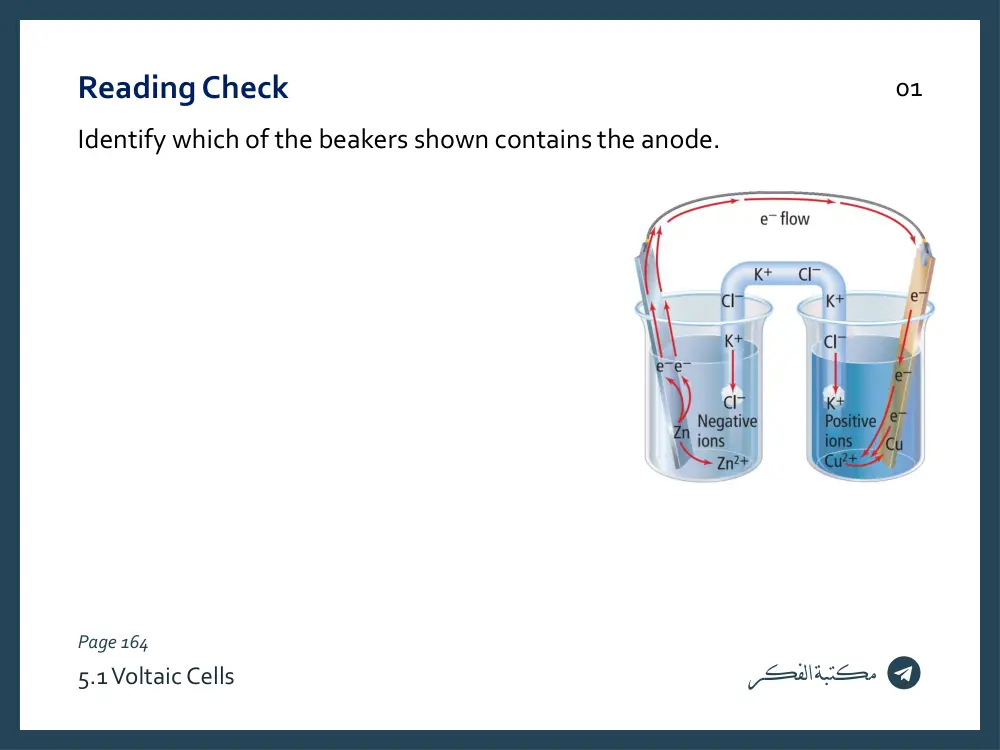 Reading Check
01
Identify which of the beakers shown contains the anode.
e⁻ flow
K⁺ Cl⁻
Cl⁻ K⁺
e⁻
K⁺ Cl⁻
e⁻ e⁻
e⁻
Cl⁻ K⁺
Negative
ions
Positive
ions
e⁻
Zn
Cu
Zn²⁺
Cu²⁺
Page 164
5.1 Voltaic Cells
مكتبة الفكر